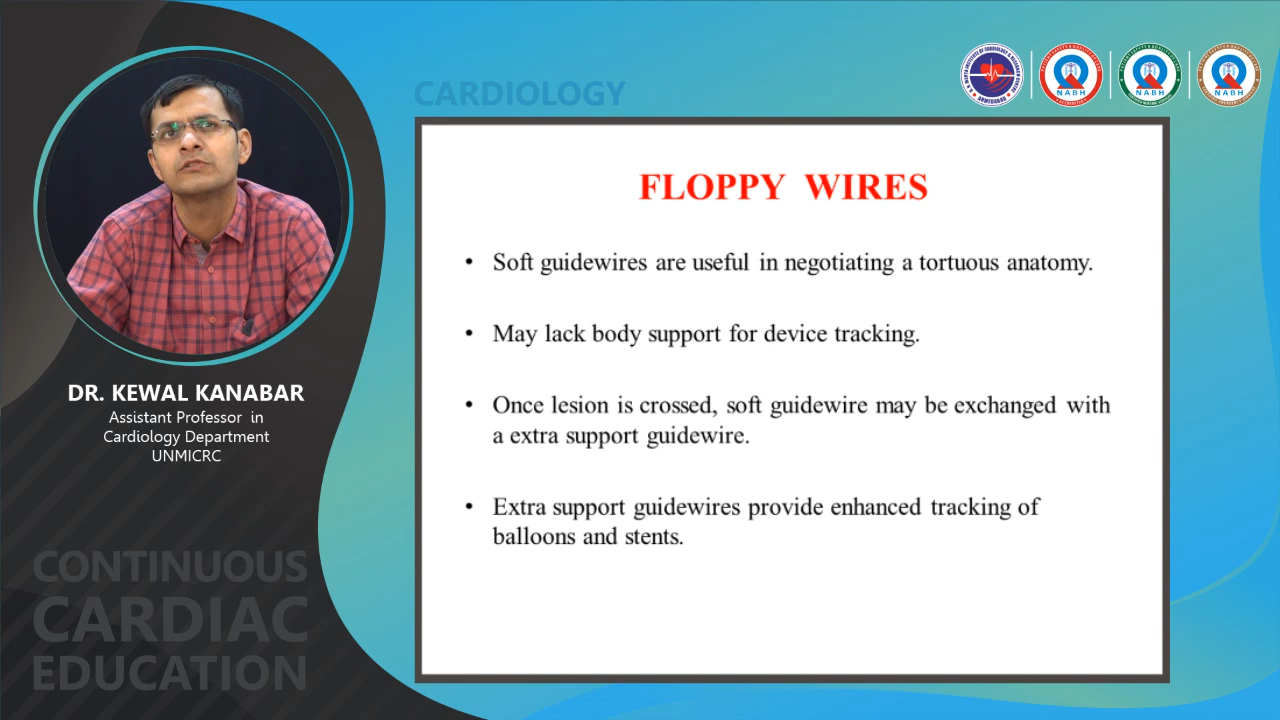 CARDIOLOGY
NABH
NABH
NABH
FLOPPY WIRES
• Soft guidewires are useful in negotiating a tortuous anatomy.
• May lack body support for device tracking.
• Once lesion is crossed, soft guidewire may be exchanged with
a extra support guidewire.
• Extra support guidewires provide enhanced tracking of
balloons and stents.
DR. KEWAL KANABAR
Assistant Professor in
Cardiology Department
UNMICRC
CONTINUOUS
CARDIAC
EDUCATION